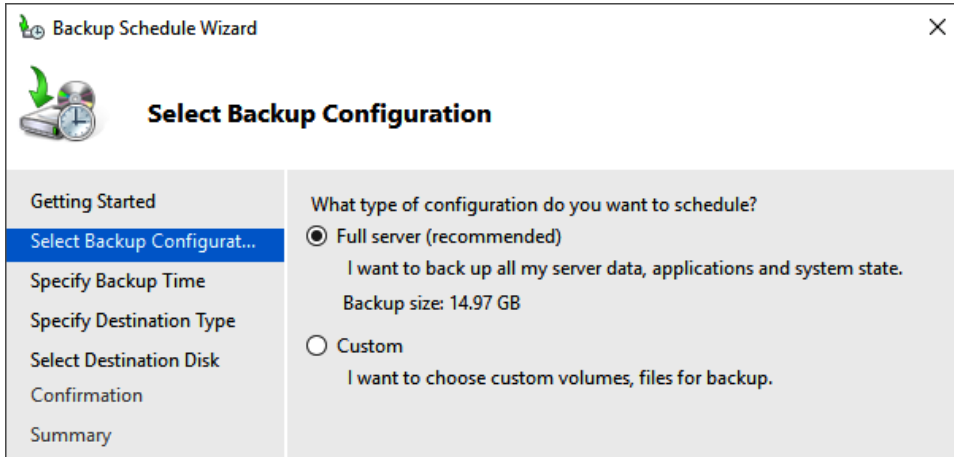 Backup Schedule Wizard
Select Backup Configuration
Getting Started
Select Backup Configurat...
Specify Backup Time
Specify Destination Type
Select Destination Disk
Confirmation
Summary
What type of configuration do you want to schedule?
Full server (recommended)
I want to back up all my server data, applications and system state.
Backup size: 14.97 GB
Custom
I want to choose custom volumes, files for backup.